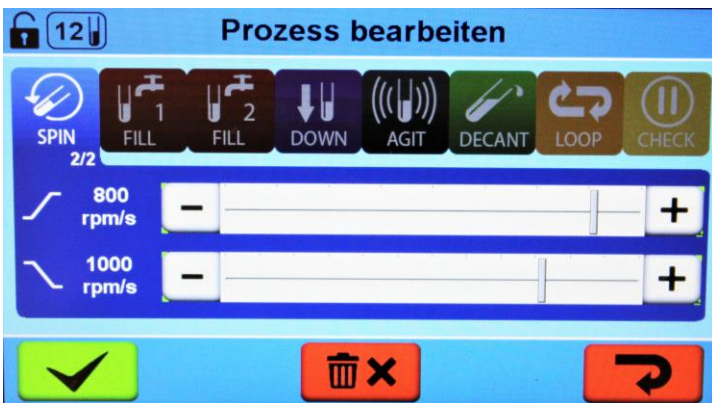 12
Prozess bearbeiten
SPIN
1
FILL
2
FILL
DOWN
AGIT
DECANT
LOOP
CHECK
2/2
800
rpm/s
- +
1000
rpm/s
- +